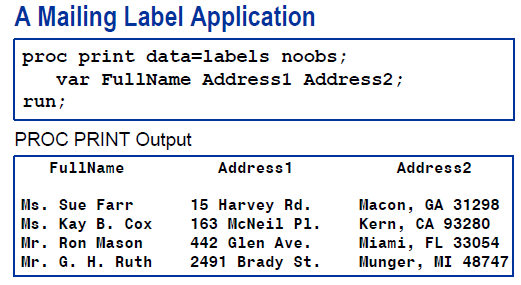 A Mailing Label Application
proc print data=labels noobs;
   var FullName Address1 Address2;
run;
PROC PRINT Output
FullName Address1 Address2
Ms. Sue Farr 15 Harvey Rd. Macon, GA 31298
Ms. Kay B. Cox 163 McNeil Pl. Kern, CA 93280
Mr. Ron Mason 442 Glen Ave. Miami, FL 33054
Mr. G. H. Ruth 2491 Brady St. Munger, MI 48747